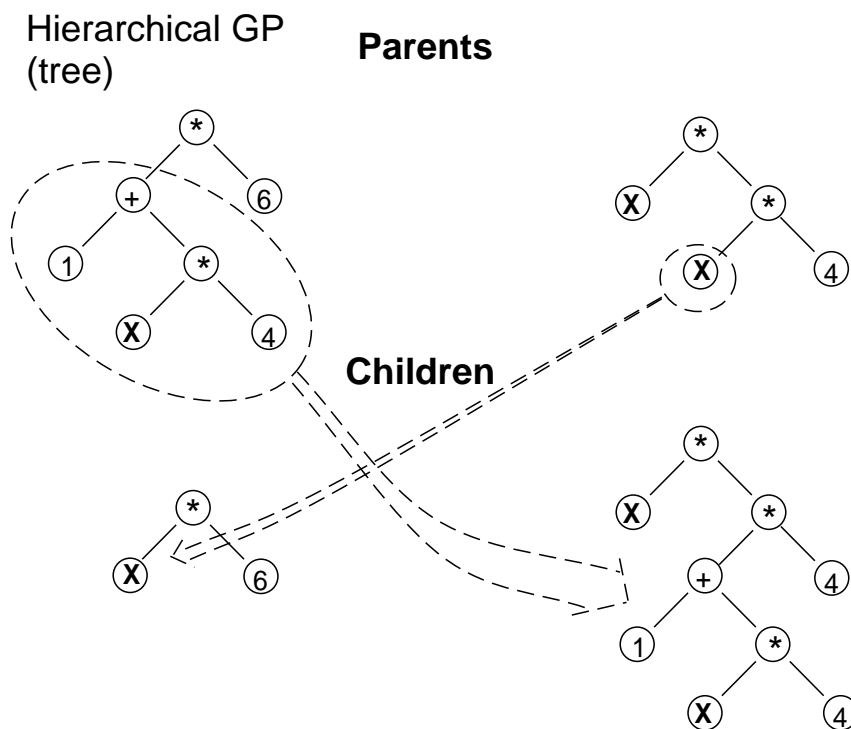 Hierarchical GP
(tree)
Parents
*
*
+
6
X
*
1
*
X
4
X
4
Children
*
*
X
*
X
6
+
4
1
*
X
4